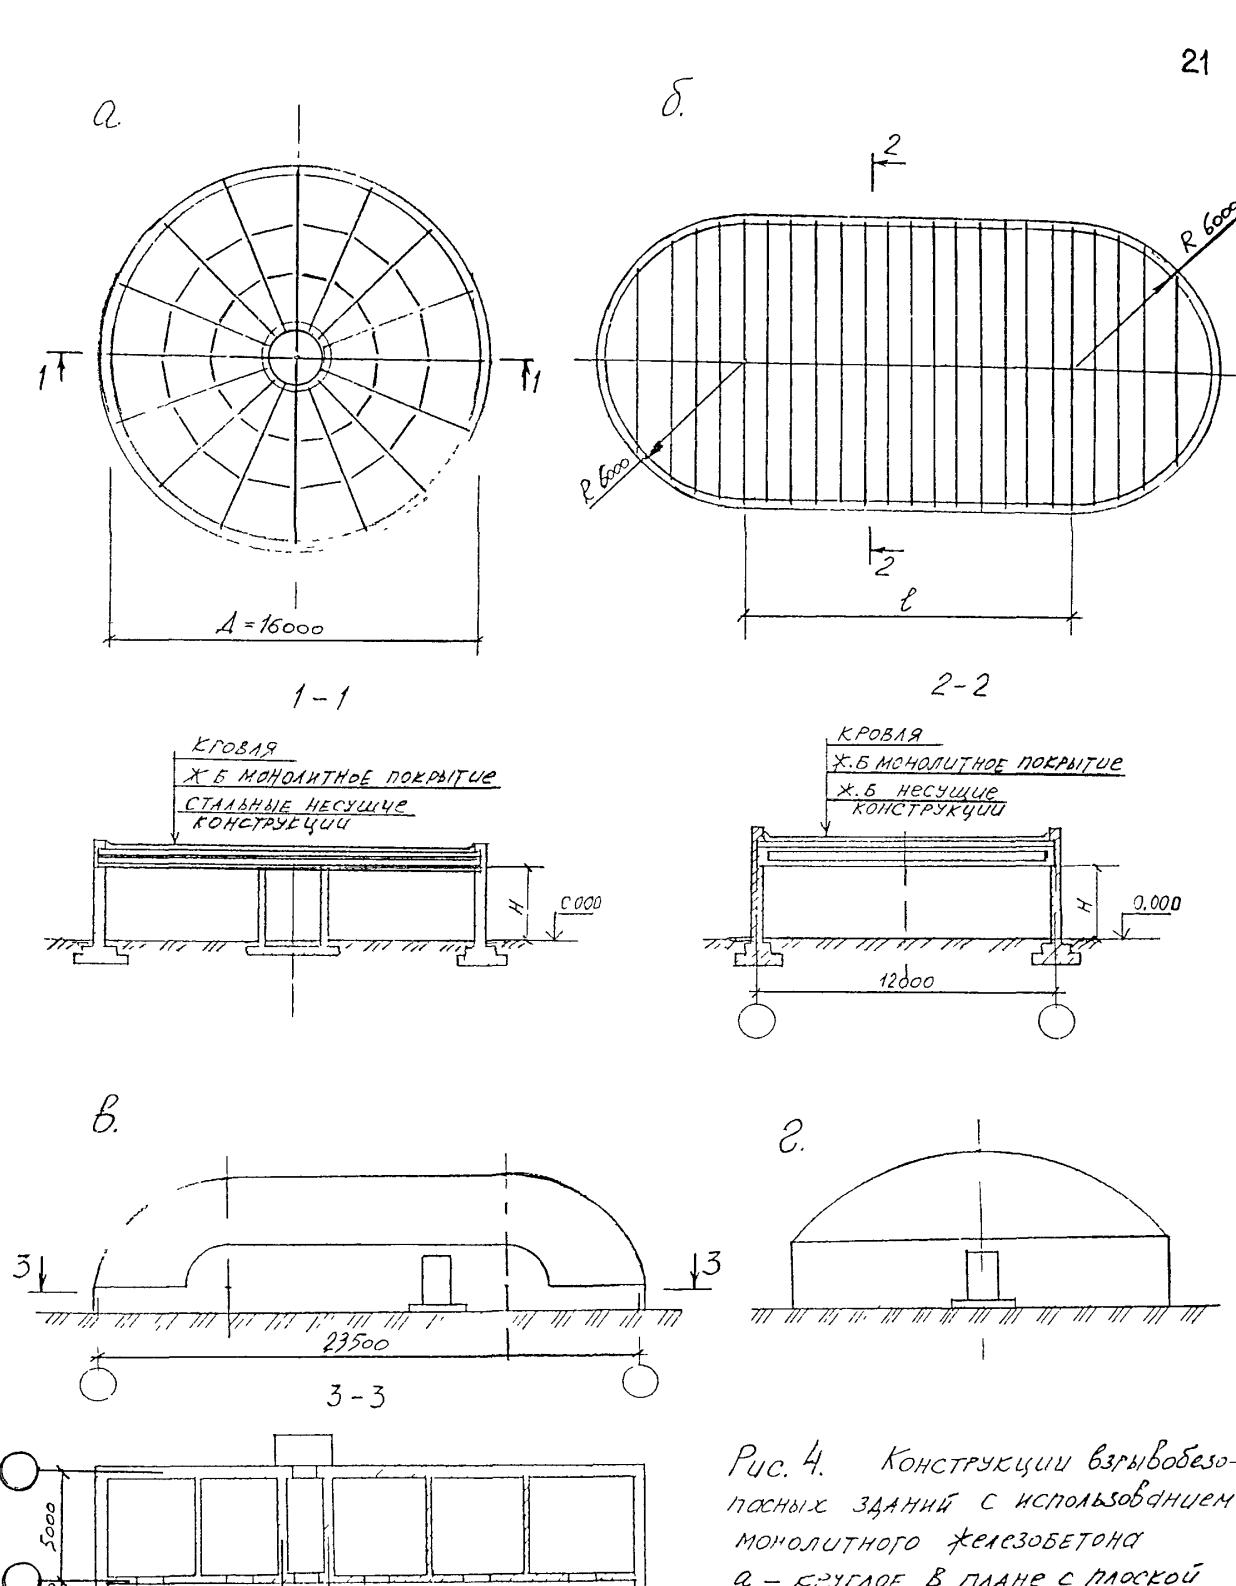 21
а.
б.
2
R 6000
1
1
R 6000
2
l
Д = 16000
1-1
2-2
КРОВЛЯ
Ж Б МОНОЛИТНОЕ ПОКРЫТИЕ
СТАЛЬНЫЕ НЕСУЩИЕ
КОНСТРУКЦИИ
H
0.000
КРОВЛЯ
Ж.Б МОНОЛИТНОЕ ПОКРЫТИЕ
Ж.Б НЕСУЩИЕ
КОНСТРУКЦИИ
H
0.000
12000
в.
г.
3
3
23500
3-3
5000
Рис. 4. Конструкции взрывобезо-
пасных зданий с использованием
монолитного железобетона
а – круглое в плане с плоской